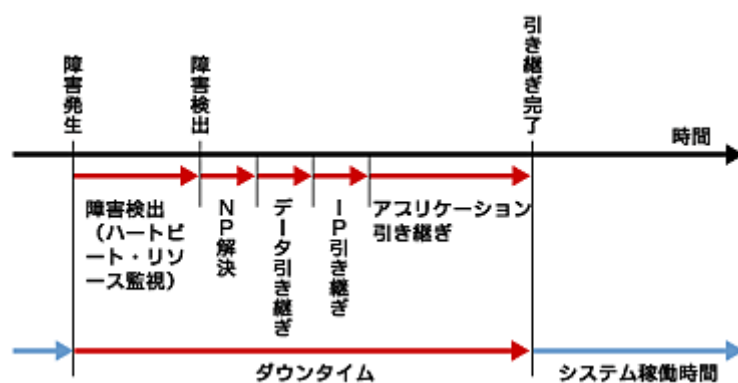 障害発生
障害検出
引き継ぎ完了
時間
障害検出
(ハートビ
ート・リソ
ース監視)
NP解決
データ引き継ぎ
IP引き継ぎ
アプリケーション
引き継ぎ
ダウンタイム
システム稼働時間